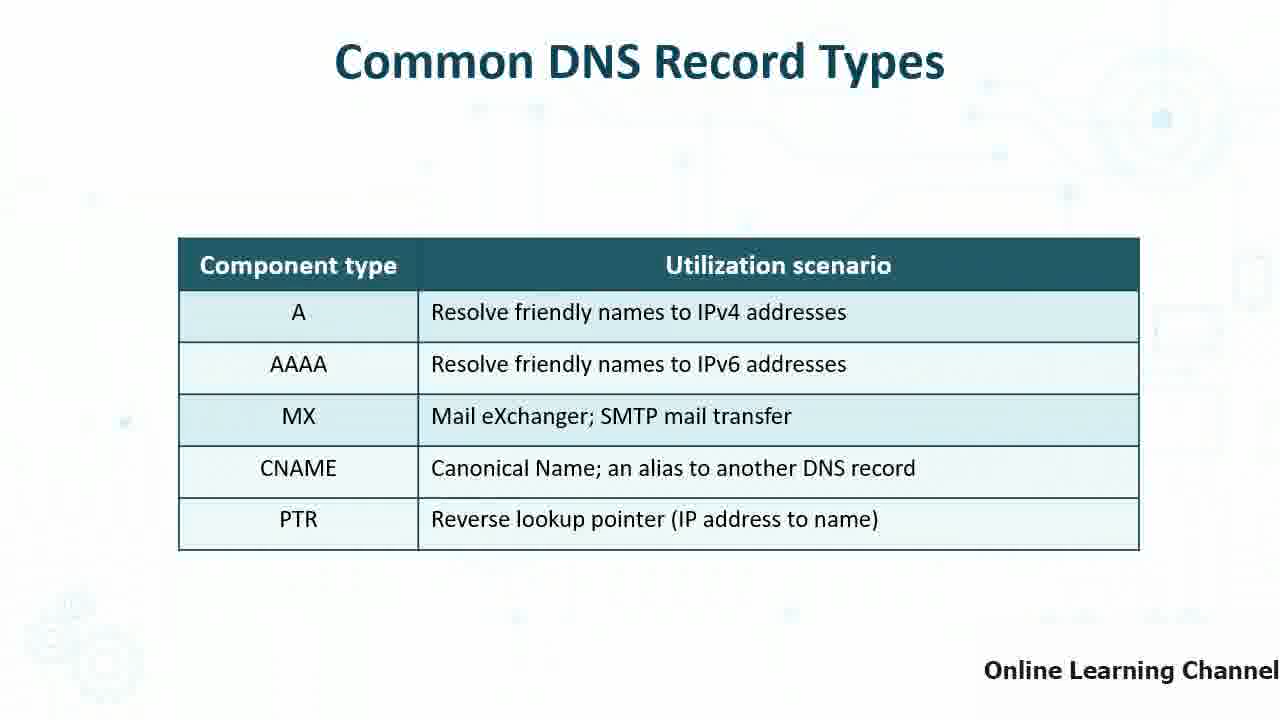 Common DNS Record Types
Component type Utilization scenario
A Resolve friendly names to IPv4 addresses
AAAA Resolve friendly names to IPv6 addresses
MX Mail eXchanger; SMTP mail transfer
CNAME Canonical Name; an alias to another DNS record
PTR Reverse lookup pointer (IP address to name)
Online Learning Channel